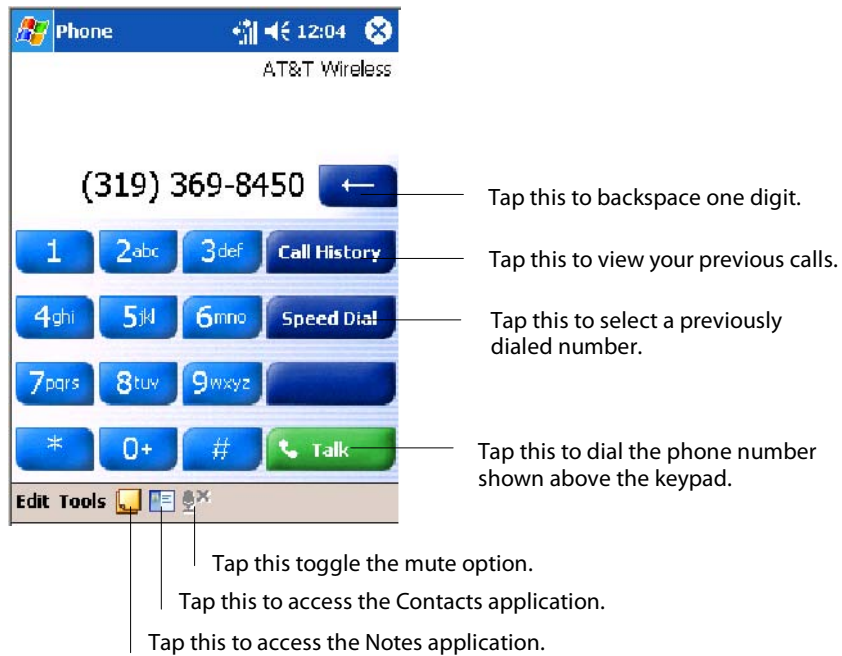 Phone 12:04
AT&T Wireless
(319) 369-8450
Tap this to backspace one digit.
1 2abc 3def Call History
Tap this to view your previous calls.
4ghi 5jkl 6mno Speed Dial
Tap this to select a previously
dialed number.
7pqrs 8tuv 9wxyz
* 0+ # Talk
Tap this to dial the phone number
shown above the keypad.
Edit Tools
Tap this toggle the mute option.
Tap this to access the Contacts application.
Tap this to access the Notes application.